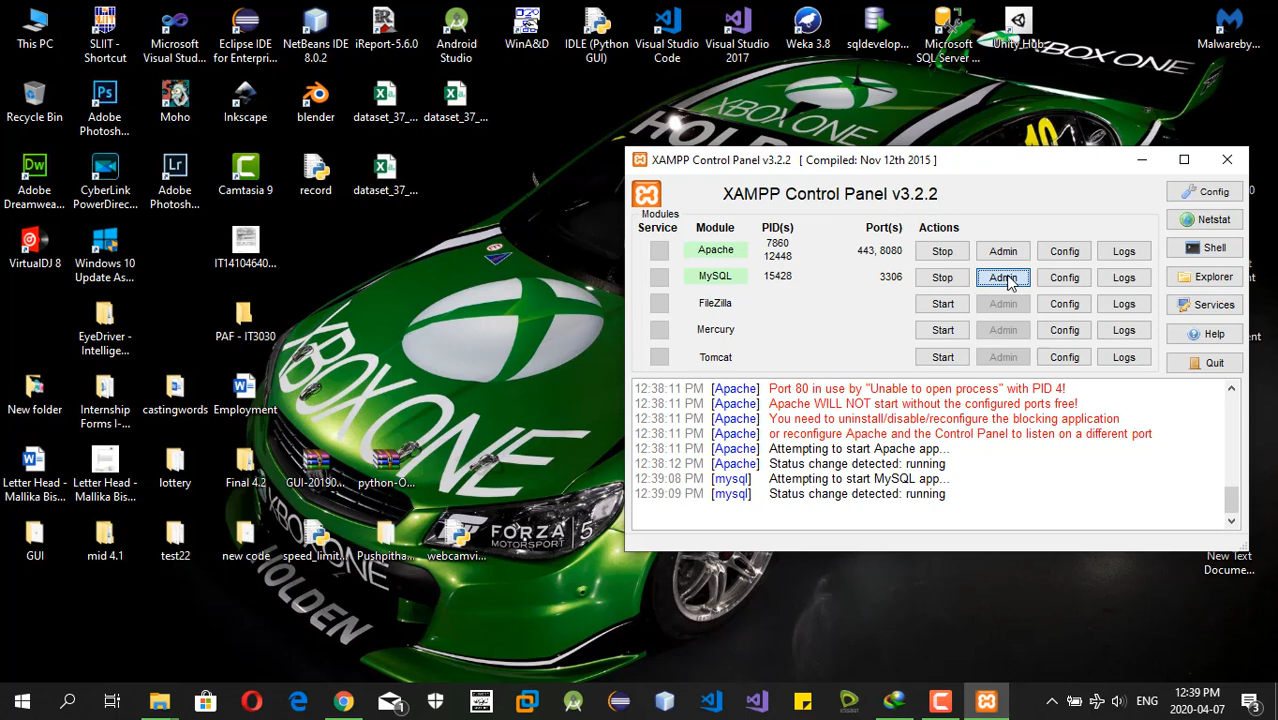 This PC
SLIIT -
Shortcut
Microsoft
Visual Stud...
Eclipse IDE
for Enterpri...
NetBeans IDE
8.0.2
iReport-5.6.0
Android
Studio
WinA&D
IDLE (Python
GUI)
Visual Studio
Code
Visual Studio
2017
Weka 3.8
sqldevelop...
Microsoft
SQL Server ...
Unity_Hub
Malwareby...
XBOX ONE
Recycle Bin
Adobe
Photosh...
Moho
Inkscape
blender
dataset_37_...
dataset_37_...
XBOX ONE
HOLD
Adobe
Dreamwea...
CyberLink
PowerDirec...
Adobe
Photosh...
Camtasia 9
record
dataset_37_...
VirtualDJ 8
Windows 10
Update As...
IT14104640...
EyeDriver -
Intellige...
PAF - IT3030
New folder
Internship
Forms I-...
castingwords
Employment
XBOX ONE
Letter Head -
Mallika Bis...
Letter Head -
Mallika Bis...
lottery
Final 4.2
GUI-20190...
python-O...
GUI
mid 4.1
test22
new code
speed_limit...
Pushpitha...
webcamvi...
FORZA
MOTORSPORT 5
HOLDEN
New Text
Docume...
XAMPP Control Panel v3.2.2 [ Compiled: Nov 12th 2015 ]
XAMPP Control Panel v3.2.2
Config
Modules
Service Module PID(s) Port(s) Actions
Netstat
Apache 7860
12448 443, 8080 Stop Admin Config Logs
Shell
MySQL 15428 3306 Stop Admin Config Logs
Explorer
FileZilla Start Admin Config Logs
Services
Mercury Start Admin Config Logs
Help
Tomcat Start Admin Config Logs
Quit
12:38:11 PM [Apache] Port 80 in use by "Unable to open process" with PID 4!
12:38:11 PM [Apache] Apache WILL NOT start without the configured ports free!
12:38:11 PM [Apache] You need to uninstall/disable/reconfigure the blocking application
12:38:11 PM [Apache] or reconfigure Apache and the Control Panel to listen on a different port
12:38:11 PM [Apache] Attempting to start Apache app...
12:38:12 PM [Apache] Status change detected: running
12:39:08 PM [mysql] Attempting to start MySQL app...
12:39:09 PM [mysql] Status change detected: running
ENG
12:39 PM
2020-04-07